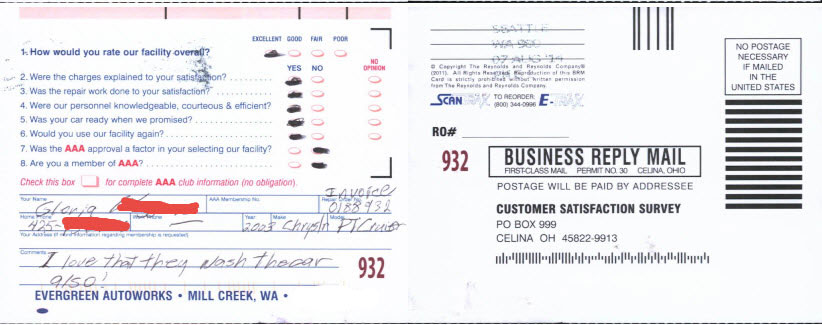 EXCELLENT GOOD FAIR POOR
1. How would you rate our facility overall?
YES NO NO OPINION
2. Were the charges explained to your satisfaction?
3. Was the repair work done to your satisfaction?
4. Were our personnel knowledgeable, courteous & efficient?
5. Was your car ready when we promised?
6. Would you use our facility again?
7. Was the AAA approval a factor in your selecting our facility?
8. Are you a member of AAA?
Check this box for complete AAA club information (no obligation).
Invoice
Your Name AAA Membership No. Repair Order No.
Gloria 0188932
Home Phone Work Phone Year Make Model
425- 2003 Chrysler PT Cruiser
Your Address (if more information regarding membership is requested)
Comments
I love that they wash the car
also!
932
EVERGREEN AUTOWORKS • MILL CREEK, WA •
SEATTLE
WA 980
07 AUG '14
© Copyright The Reynolds and Reynolds Company®
(2011). All Rights Reserved. Reproduction of this BRM
Card is strictly prohibited without written permission
from The Reynolds and Reynolds Company.
SCANTRAX TO REORDER: (800) 344-0996 E-TRAX
RO#
NO POSTAGE
NECESSARY
IF MAILED
IN THE
UNITED STATES
932
BUSINESS REPLY MAIL
FIRST-CLASS MAIL PERMIT NO. 30 CELINA, OHIO
POSTAGE WILL BE PAID BY ADDRESSEE
CUSTOMER SATISFACTION SURVEY
PO BOX 999
CELINA OH 45822-9913